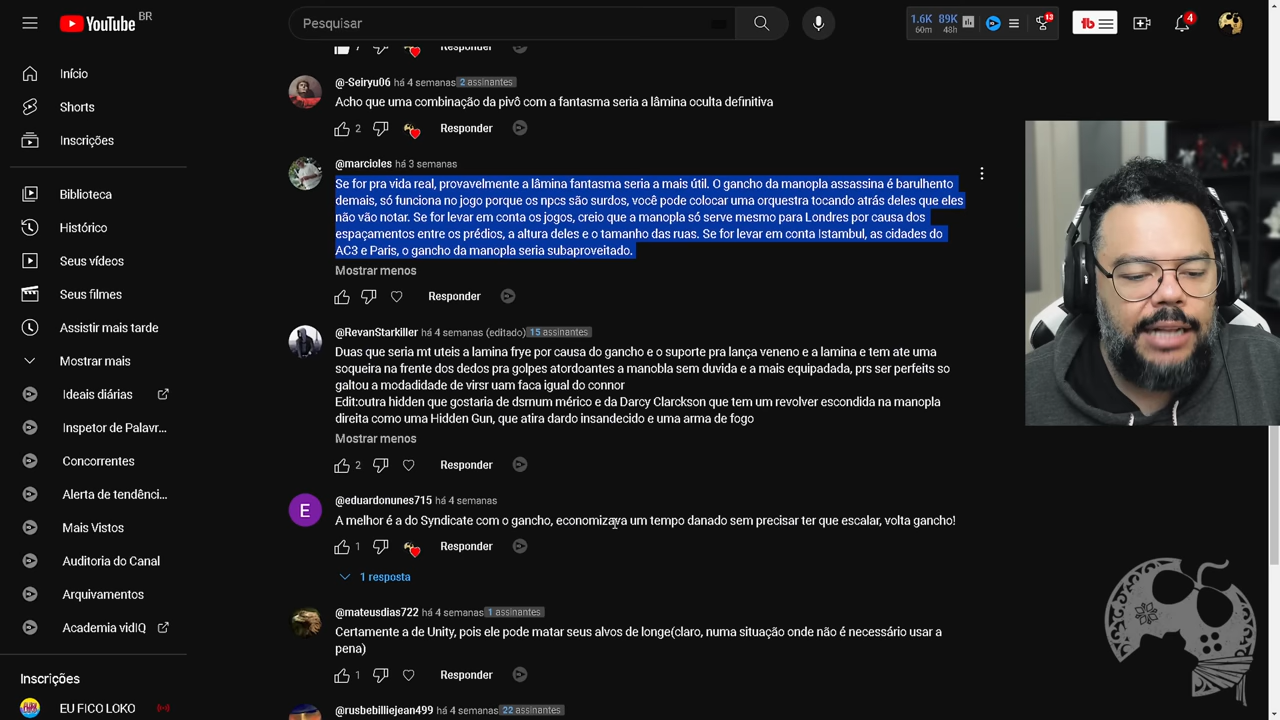 YouTube BR
Pesquisar
1.6K 89K
60m 48h
13
tb
4
Início
Shorts
Inscrições
Biblioteca
Histórico
Seus vídeos
Seus filmes
Assistir mais tarde
Mostrar mais
Ideais diárias
Inspetor de Palavr...
Concorrentes
Alerta de tendênci...
Mais Vistos
Auditoria do Canal
Arquivamentos
Academia vidIQ
Inscrições
EU FICO LOKO
7 Responder
@-Seiryu06 há 4 semanas 2 assinantes
Acho que uma combinação da pivô com a fantasma seria a lâmina oculta definitiva
2 Responder
@marcioles há 3 semanas
Se for pra vida real, provavelmente a lâmina fantasma seria a mais útil. O gancho da manopla assassina é barulhento
demais, só funciona no jogo porque os npcs são surdos, você pode colocar uma orquestra tocando atrás deles que eles
não vão notar. Se for levar em conta os jogos, creio que a manopla só serve mesmo para Londres por causa dos
espaçamentos entre os prédios, a altura deles e o tamanho das ruas. Se for levar em conta Istambul, as cidades do
AC3 e Paris, o gancho da manopla seria subaproveitado.
Mostrar menos
Responder
@RevanStarkiller há 4 semanas (editado) 15 assinantes
Duas que seria mt uteis a lamina frye por causa do gancho e o suporte pra lança veneno e a lamina e tem ate uma
soqueira na frente dos dedos pra golpes atordoantes a manobla sem duvida e a mais equipadada, prs ser perfeits so
galtou a modadidade de virsr uam faca igual do connor
Edit:outra hidden que gostaria de dsrnum mérico e da Darcy Clarckson que tem um revolver escondida na manopla
direita como uma Hidden Gun, que atira dardo insandecido e uma arma de fogo
Mostrar menos
2 Responder
E
@eduardonunes715 há 4 semanas
A melhor é a do Syndicate com o gancho, economizava um tempo danado sem precisar ter que escalar, volta gancho!
1 Responder
1 resposta
@mateusdias722 há 4 semanas 1 assinantes
Certamente a de Unity, pois ele pode matar seus alvos de longe(claro, numa situação onde não é necessário usar a
pena)
1 Responder
@rusbebilliejean499 há 4 semanas 22 assinantes